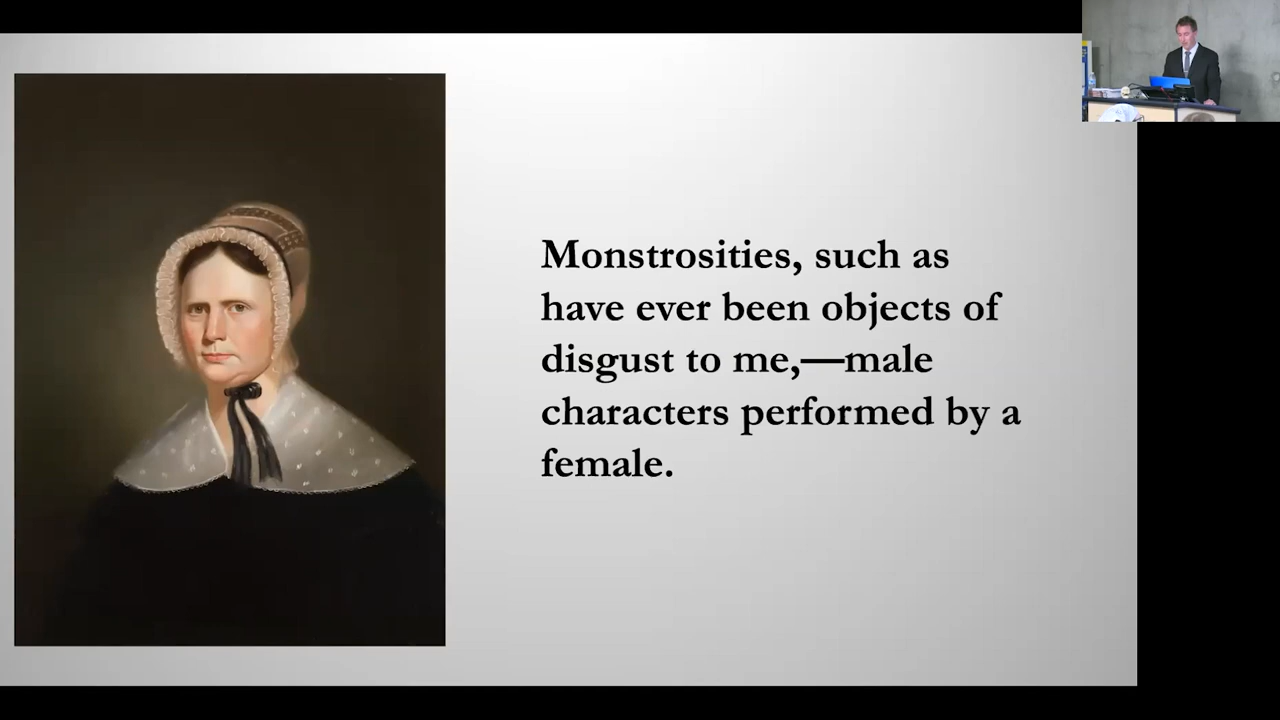 Monstrosities, such as
have ever been objects of
disgust to me,—male
characters performed by a
female.